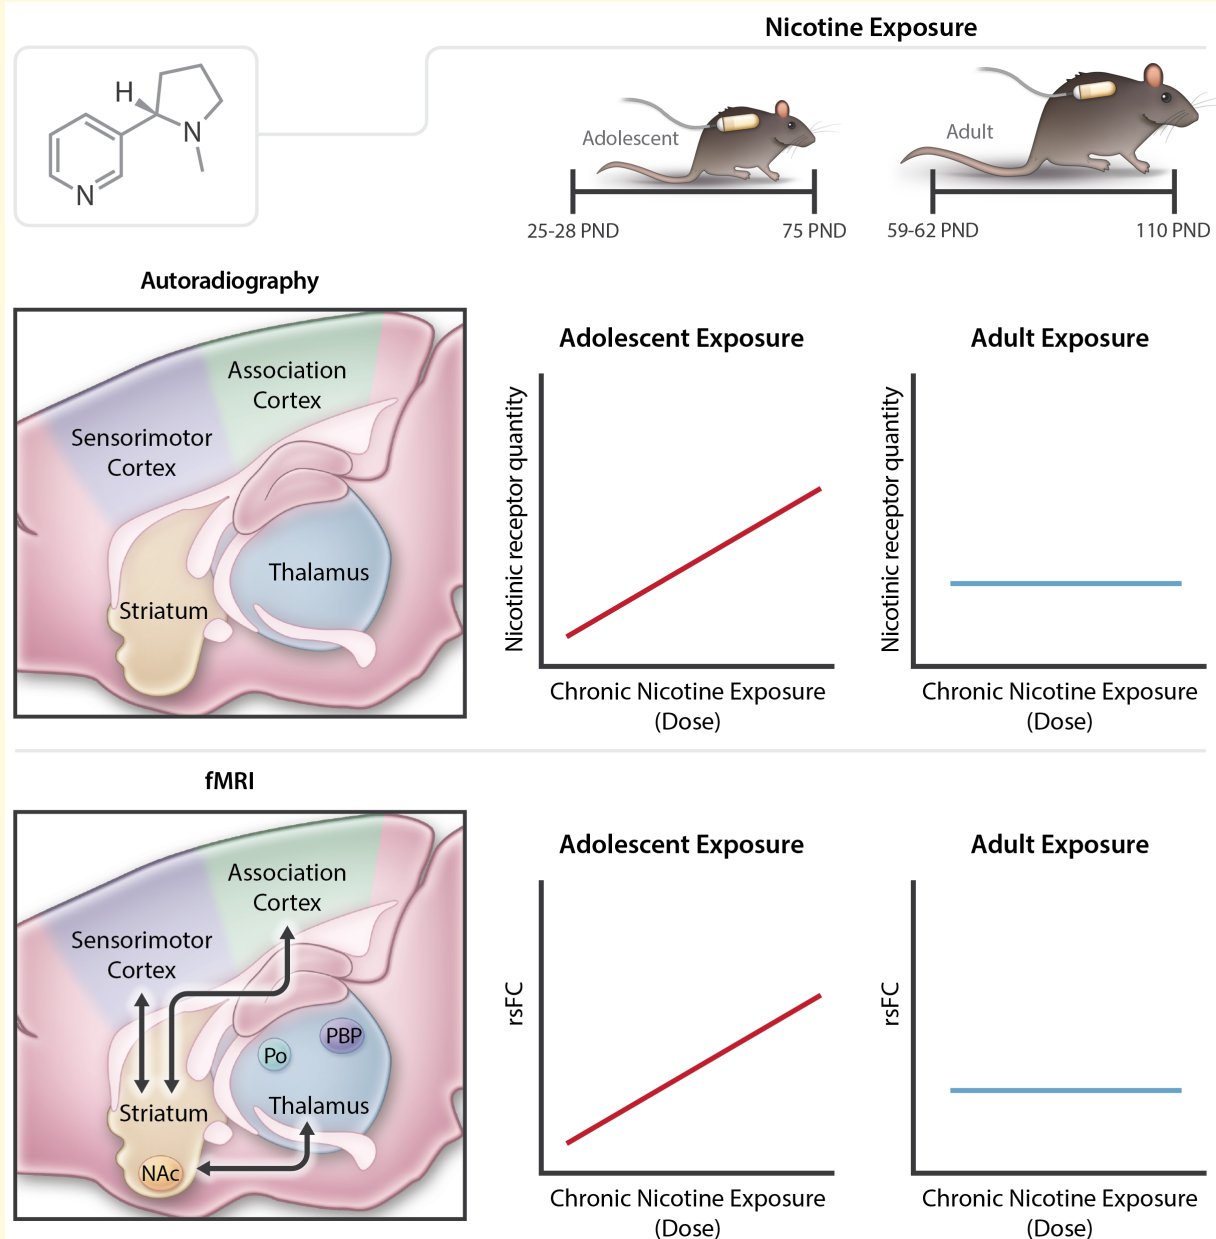 Nicotine Exposure
H
N
N
Adolescent
25-28 PND
75 PND
Adult
59-62 PND
110 PND
Autoradiography
Association
Cortex
Sensorimotor
Cortex
Thalamus
Striatum
Adolescent Exposure
Nicotinic receptor quantity
Chronic Nicotine Exposure
(Dose)
Adult Exposure
Nicotinic receptor quantity
Chronic Nicotine Exposure
(Dose)
fMRI
Association
Cortex
Sensorimotor
Cortex
PBP
Po
Thalamus
Striatum
NAc
Adolescent Exposure
rsFC
Chronic Nicotine Exposure
(Dose)
Adult Exposure
rsFC
Chronic Nicotine Exposure
(Dose)